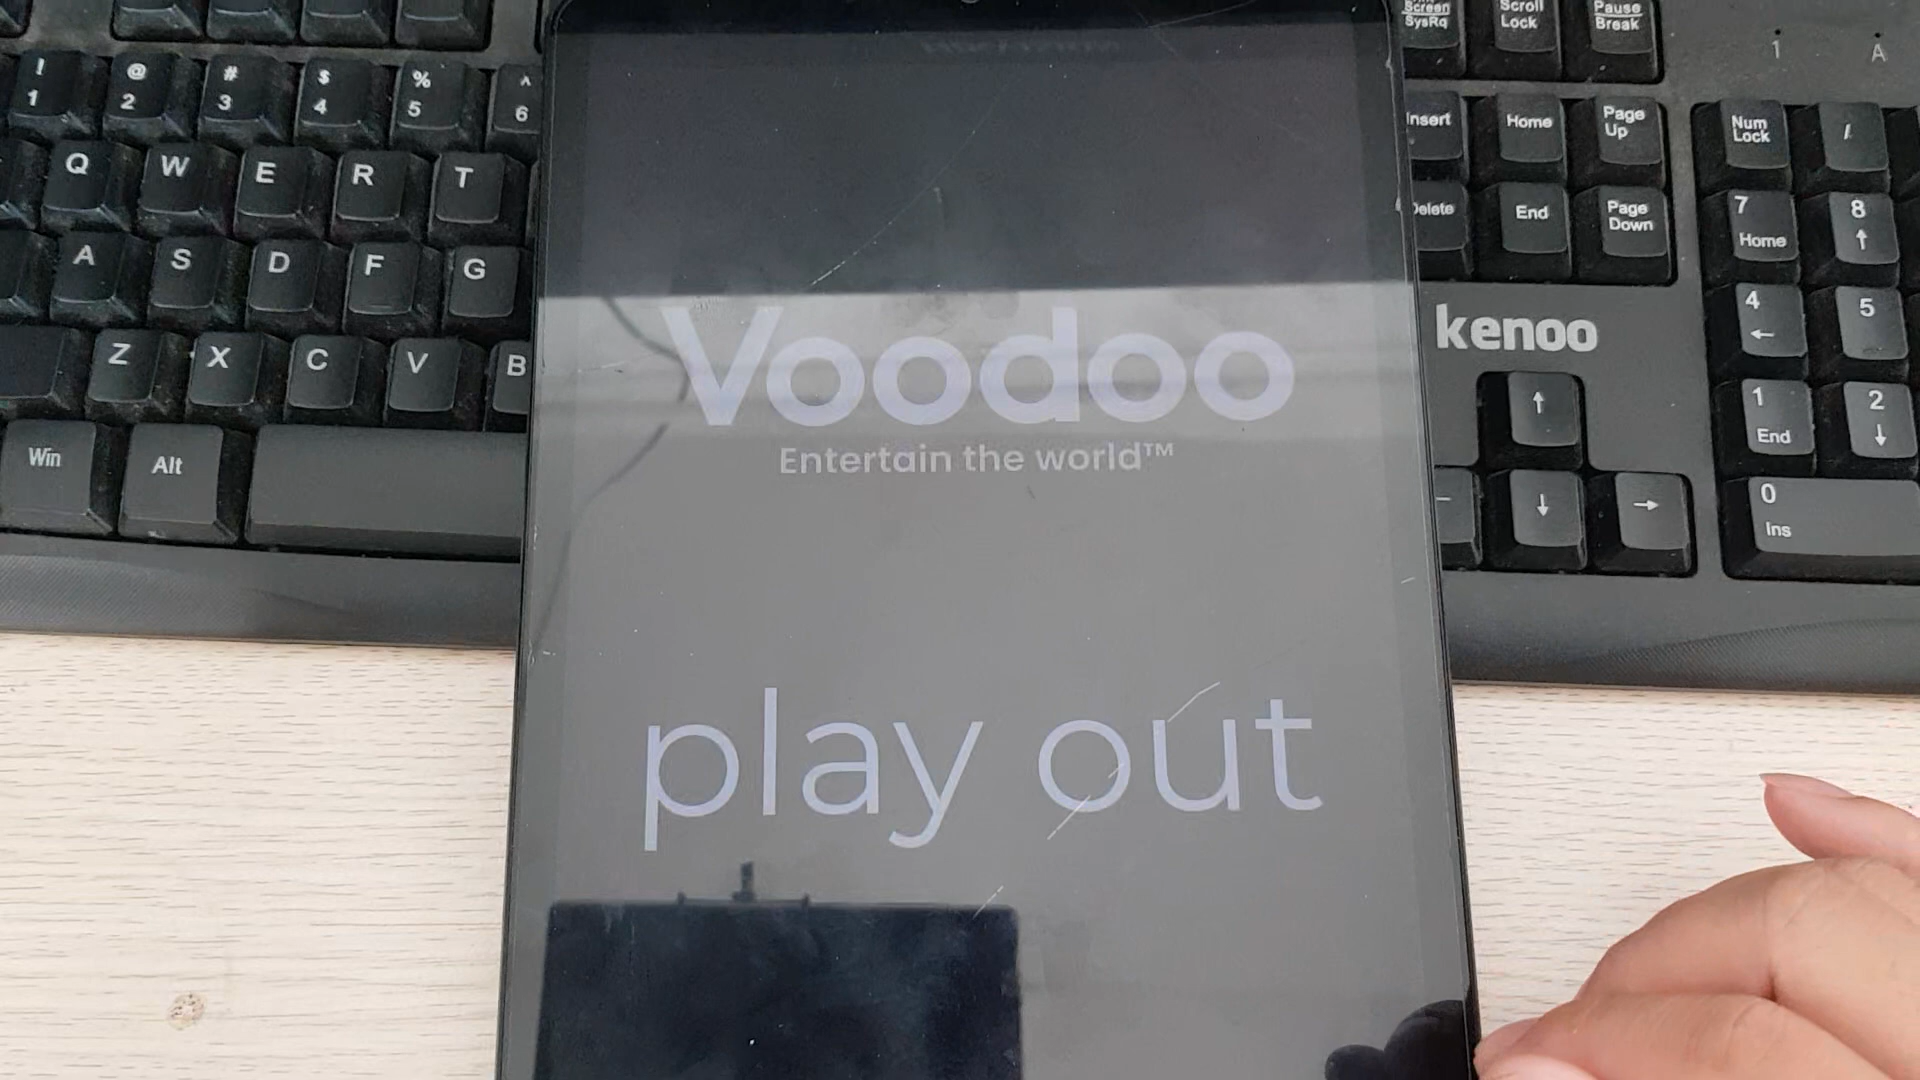 Screen
SysRq
Scroll
Lock
Pause
Break
1
A
!
1
@
2
#
3
$
4
%
5
^
6
Insert
Home
Page
Up
Num
Lock
/
Q
W
E
R
T
Delete
End
Page
Down
7
Home
8
↑
A
S
D
F
G
Voodoo
Entertain the world™
kenoo
4
←
5
Z
X
C
V
B
↑
1
End
2
↓
Win
Alt
↓
→
0
Ins
play out